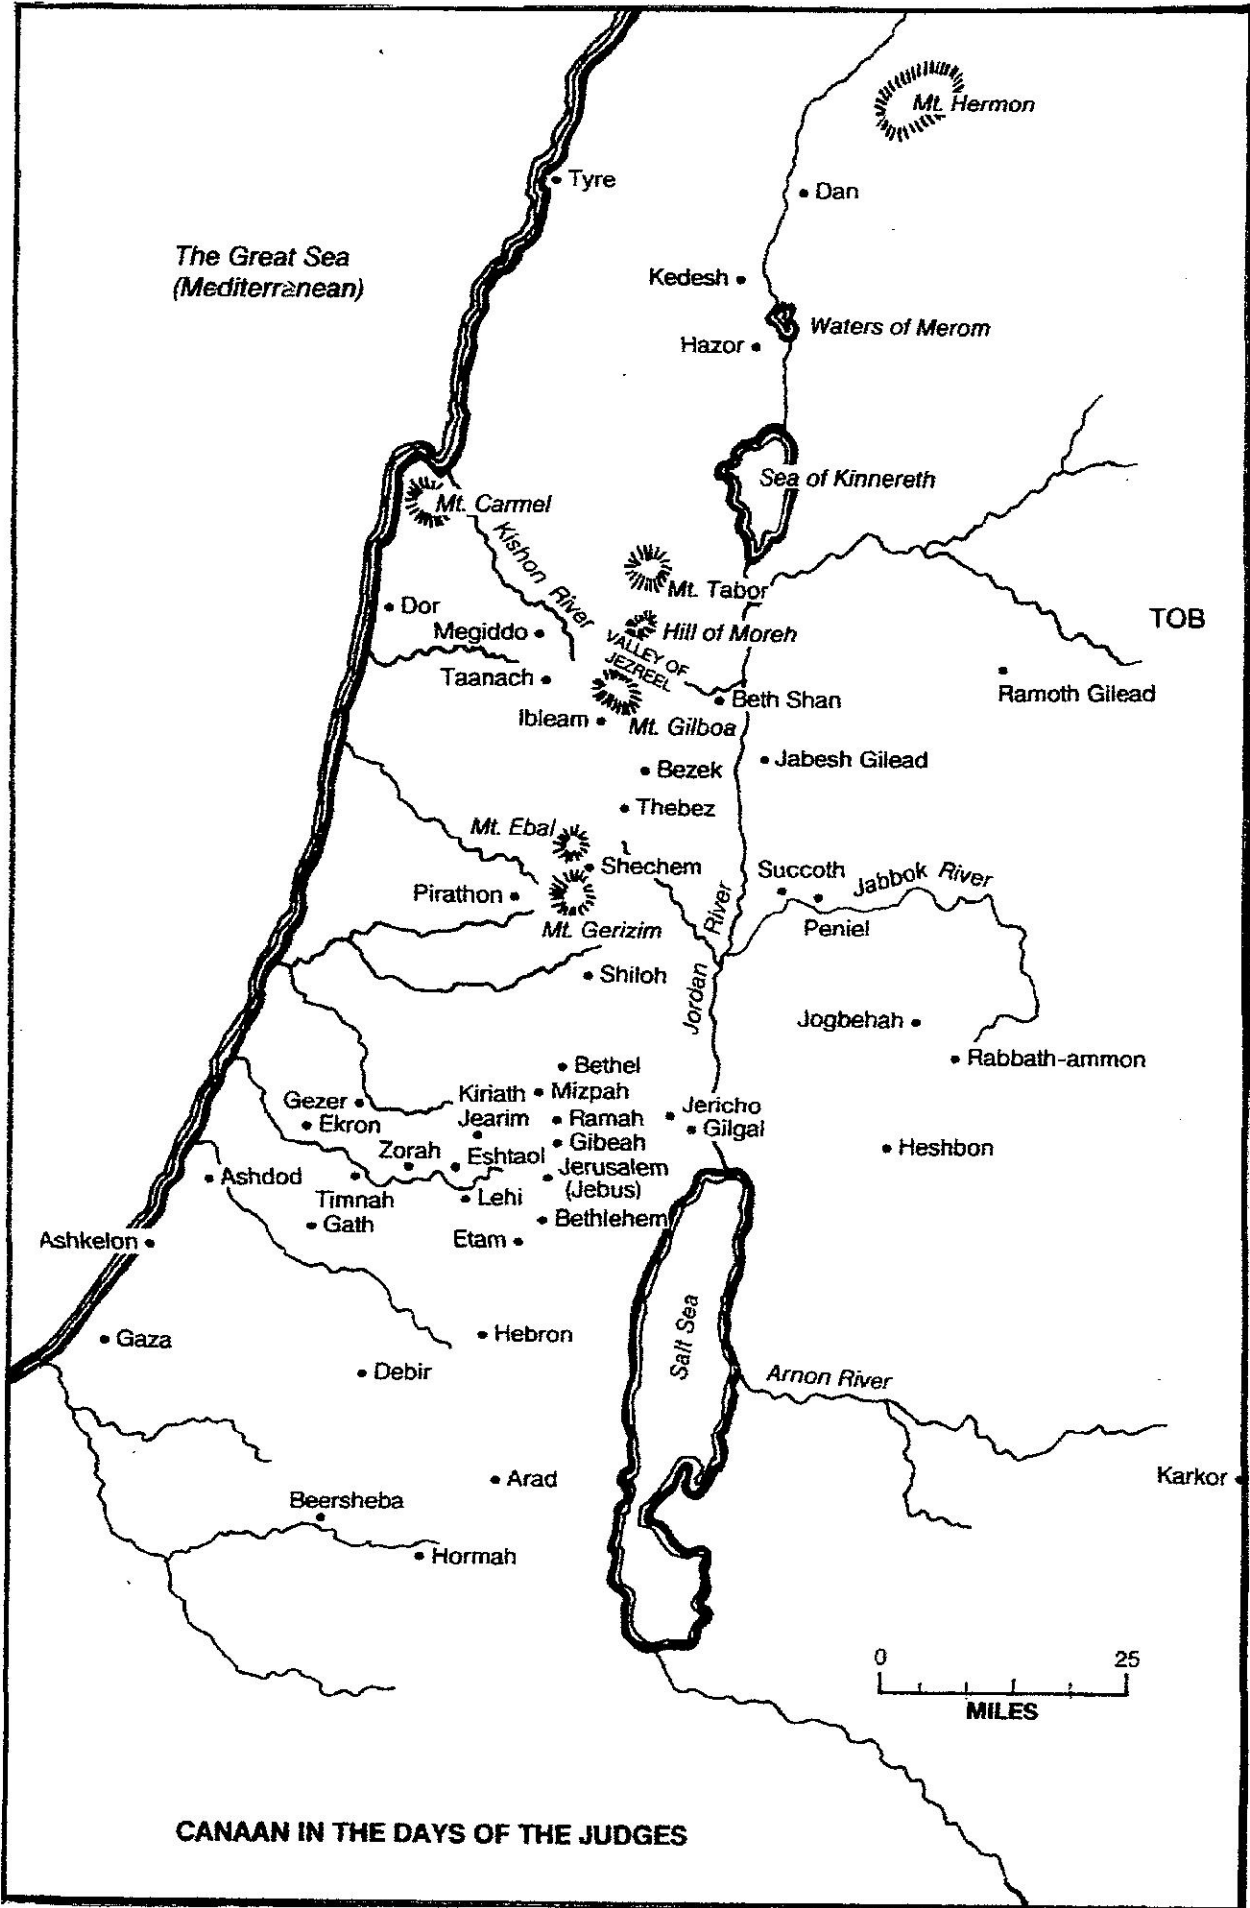 Mt. Hermon
Tyre
Dan
The Great Sea
(Mediterranean)
Kedesh
Waters of Merom
Hazor
Sea of Kinnereth
Mt. Carmel
Kishon River
Mt. Tabor
Dor
TOB
Megiddo
Hill of Moreh
VALLEY OF
JEZREEL
Taanach
Ramoth Gilead
Beth Shan
Ibleam
Mt. Gilboa
Jabesh Gilead
Bezek
Thebez
Mt. Ebal
Shechem
Succoth
Jabbok River
Pirathon
Peniel
Mt. Gerizim
Jordan River
Shiloh
Jogbehah
Rabbath-ammon
Bethel
Kiriath
Jearim
Mizpah
Gezer
Jericho
Ekron
Ramah
Gilgal
Gibeah
Heshbon
Zorah
Eshtaol
Jerusalem
(Jebus)
Ashdod
Timnah
Lehi
Gath
Bethlehem
Ashkelon
Etam
Salt Sea
Gaza
Hebron
Debir
Arnon River
Arad
Karkor
Beersheba
Hormah
0 25
MILES
CANAAN IN THE DAYS OF THE JUDGES